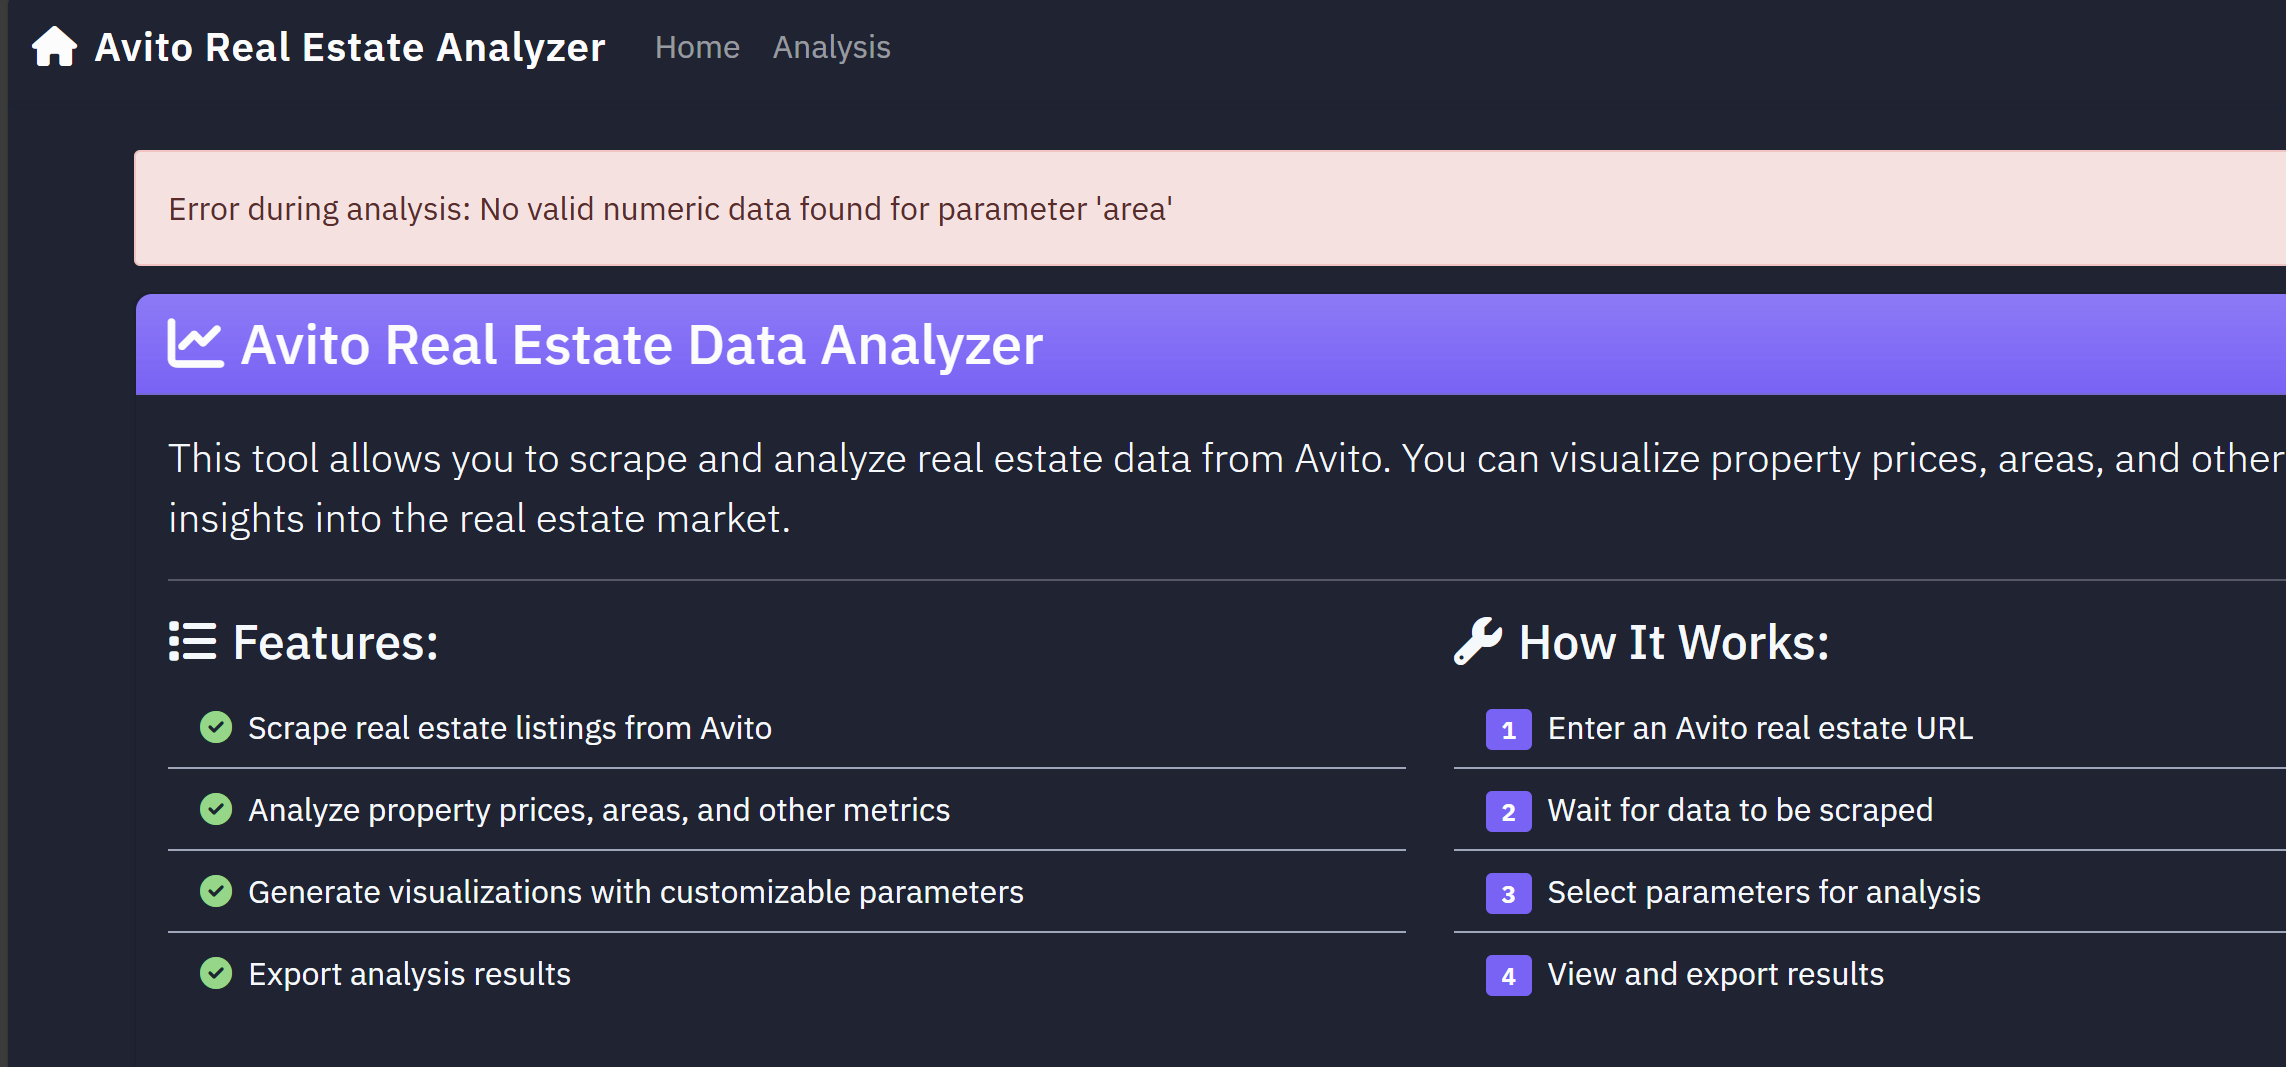 Avito Real Estate Analyzer
Home
Analysis
Error during analysis: No valid numeric data found for parameter 'area'
Avito Real Estate Data Analyzer
This tool allows you to scrape and analyze real estate data from Avito. You can visualize property prices, areas, and other
insights into the real estate market.
Features:
Scrape real estate listings from Avito
Analyze property prices, areas, and other metrics
Generate visualizations with customizable parameters
Export analysis results
How It Works:
1 Enter an Avito real estate URL
2 Wait for data to be scraped
3 Select parameters for analysis
4 View and export results